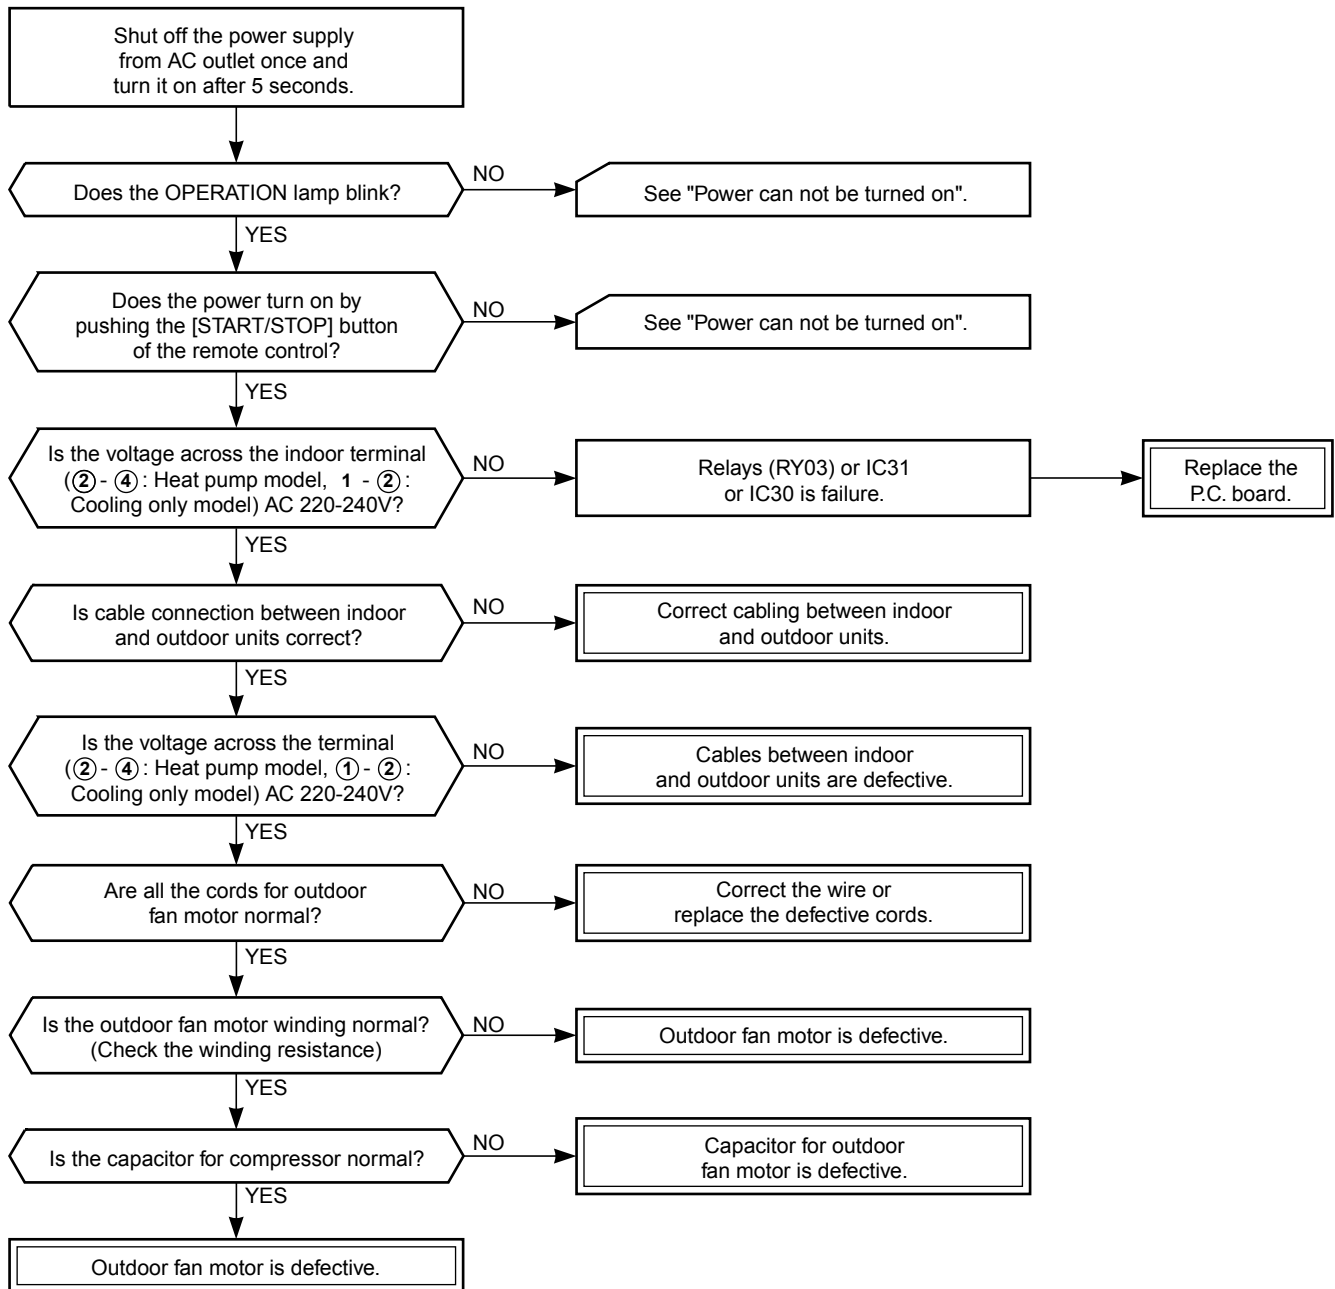 Shut off the power supply
from AC outlet once and
turn it on after 5 seconds.
Does the OPERATION lamp blink?
NO
See "Power can not be turned on".
YES
Does the power turn on by
pushing the [START/STOP] button
of the remote control?
NO
See "Power can not be turned on".
YES
Is the voltage across the indoor terminal
(② - ④ : Heat pump model, 1 - ② :
Cooling only model) AC 220-240V?
NO
Relays (RY03) or IC31
or IC30 is failure.
Replace the
P.C. board.
YES
Is cable connection between indoor
and outdoor units correct?
NO
Correct cabling between indoor
and outdoor units.
YES
Is the voltage across the terminal
(② - ④ : Heat pump model, ① - ② :
Cooling only model) AC 220-240V?
NO
Cables between indoor
and outdoor units are defective.
YES
Are all the cords for outdoor
fan motor normal?
NO
Correct the wire or
replace the defective cords.
YES
Is the outdoor fan motor winding normal?
(Check the winding resistance)
NO
Outdoor fan motor is defective.
YES
Is the capacitor for compressor normal?
NO
Capacitor for outdoor
fan motor is defective.
YES
Outdoor fan motor is defective.